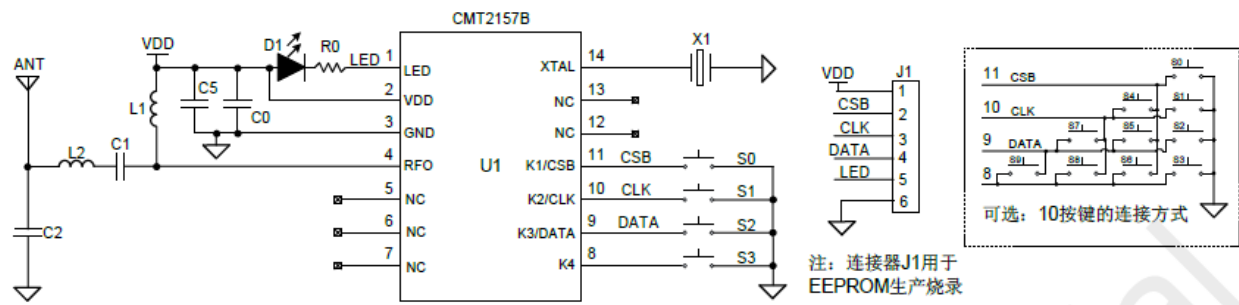 CMT2157B
ANT
VDD
D1
R0
LED
1
LED
L1
C5
C0
2
VDD
3
GND
L2
C1
4
RFO
U1
5
NC
6
NC
7
NC
C2
X1
14
XTAL
13
NC
12
NC
11
K1/CSB
CSB
S0
10
K2/CLK
CLK
S1
9
K3/DATA
DATA
S2
8
K4
S3
VDD
J1
1
CSB
2
CLK
3
DATA
4
LED
5
6
注：连接器J1用于
EEPROM生产烧录
S0
11 CSB
S4 S1
10 CLK
S7 S5 S2
9 DATA
S9 S8 S6 S3
8
可选：10按键的连接方式